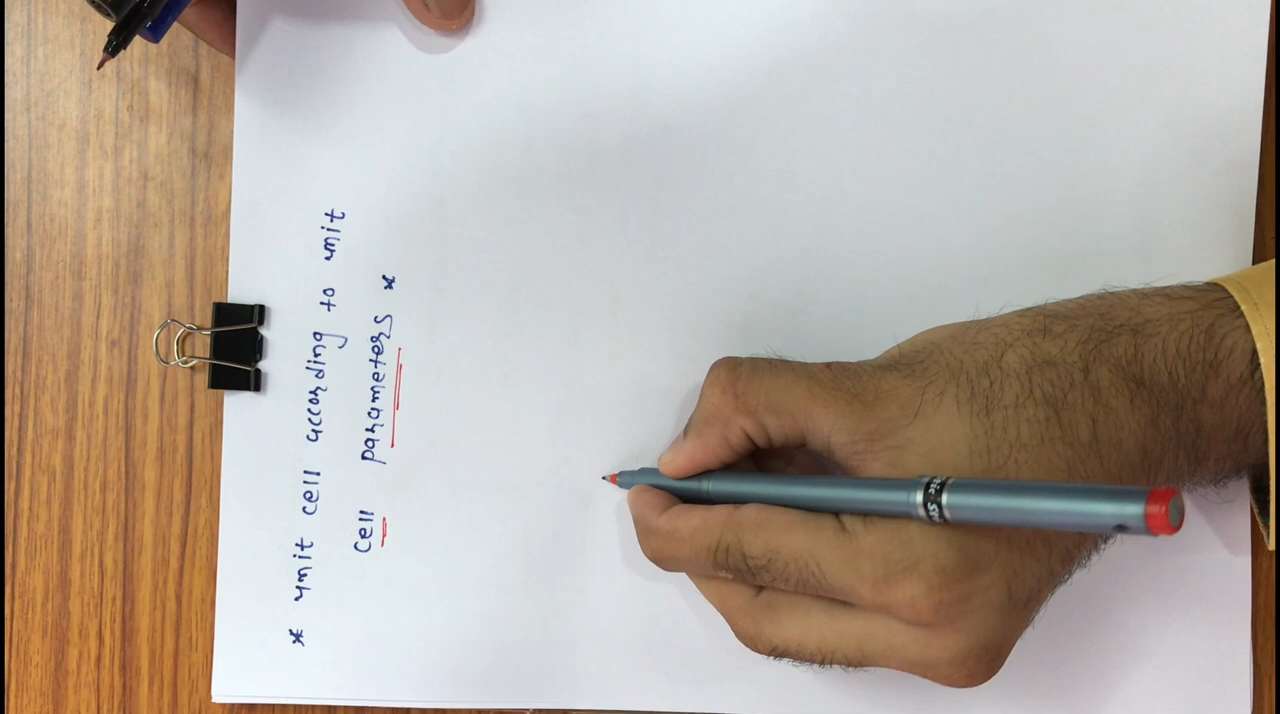 * unit cell according to unit
cell parameters *